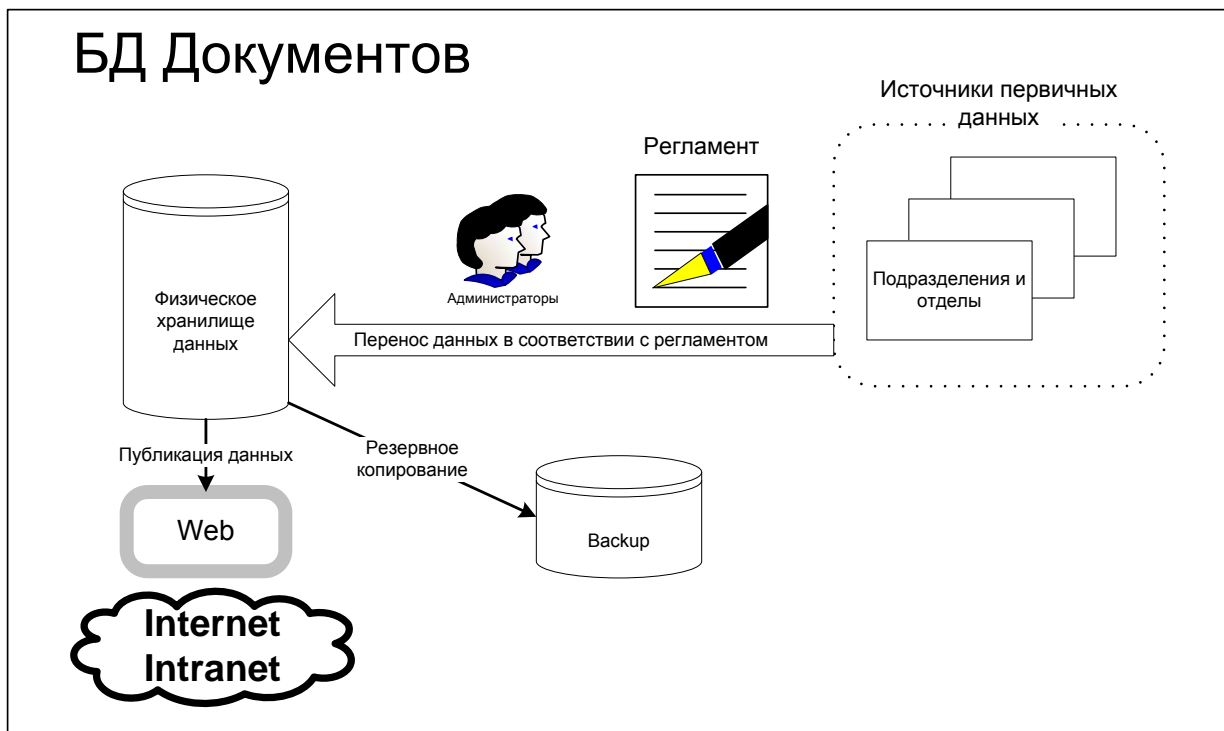 БД Документов
Источники первичных
данных
Регламент
Подразделения и
отделы
Администраторы
Физическое
хранилище
данных
Перенос данных в соответствии с регламентом
Публикация данных
Резервное
копирование
Web
Backup
Internet
Intranet